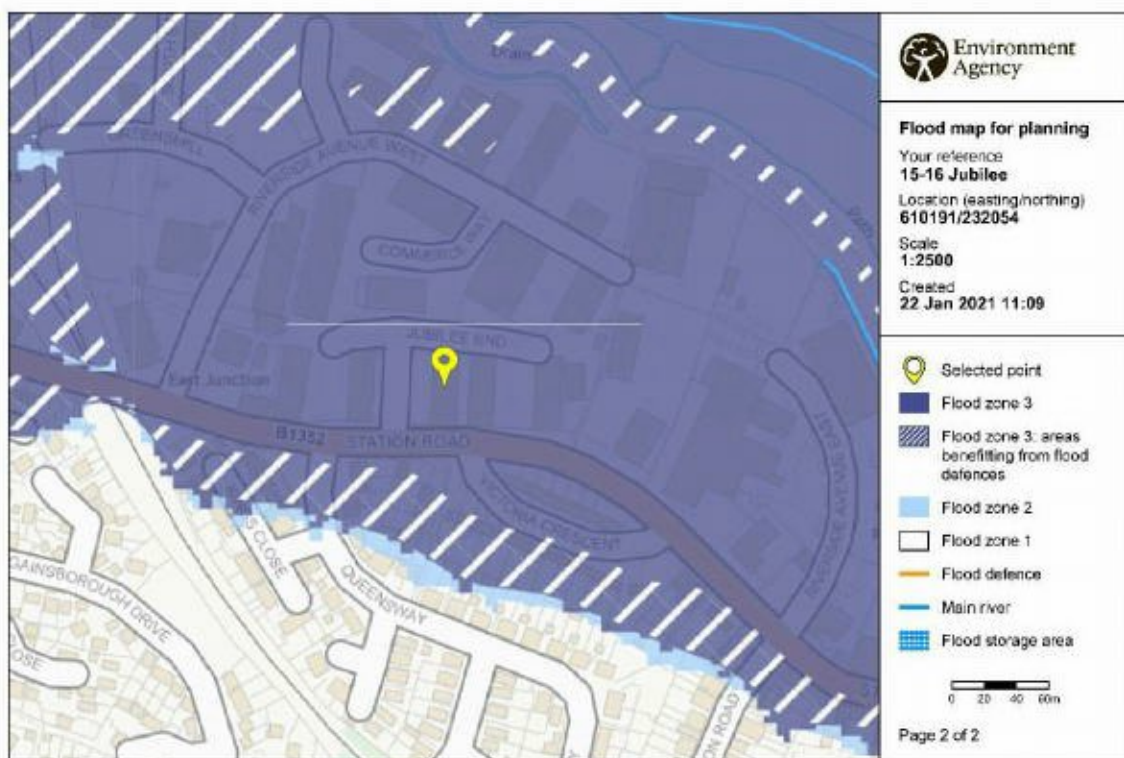 Drain
RIVERSIDE AVENUE WEST
COMMERCE WAY
JUBILEE END
East Junction
B1352
STATION ROAD
VICTORIA CRESCENT
RIVERSIDE AVENUE EAST
CLOSE
QUEENSWAY
GAINSBOROUGH DRIVE
CLOSE
ON ROAD
Environment
Agency
Flood map for planning
Your reference
15-16 Jubilee
Location (easting/northing)
610191/232054
Scale
1:2500
Created
22 Jan 2021 11:09
Selected point
Flood zone 3
Flood zone 3: areas
benefitting from flood
defences
Flood zone 2
Flood zone 1
Flood defence
Main river
Flood storage area
0 20 40 60m
Page 2 of 2